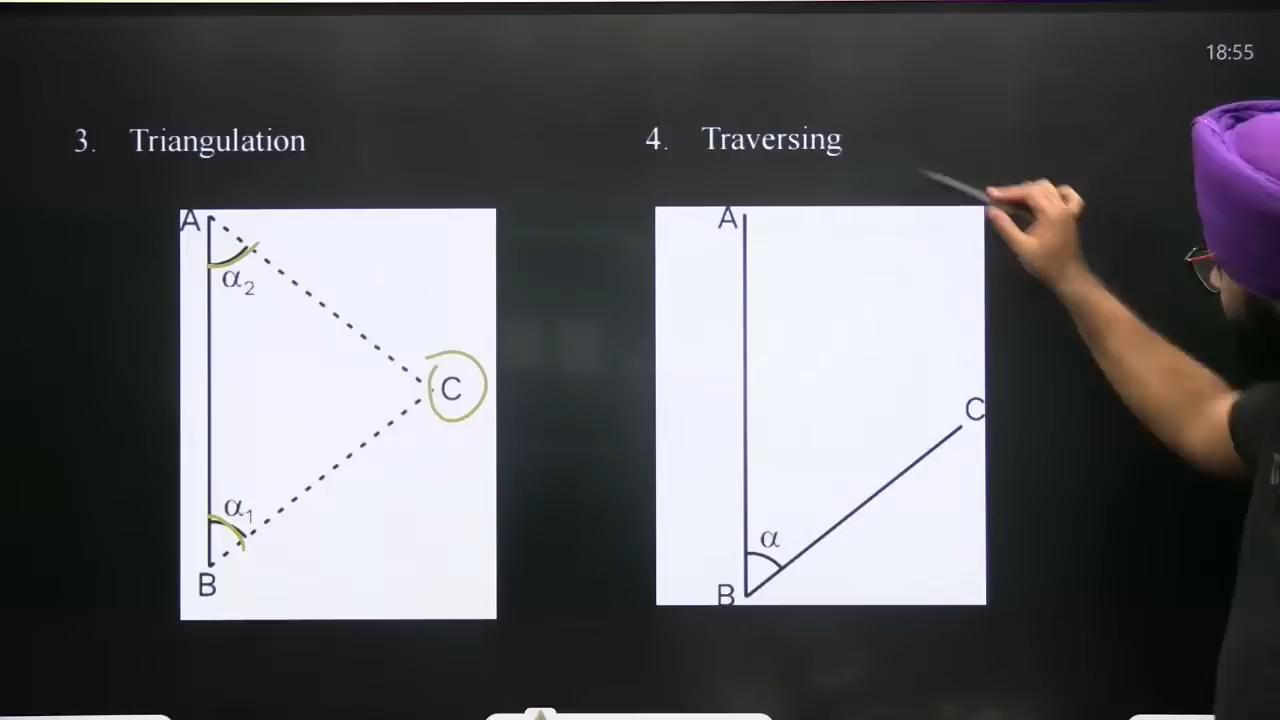 18:55
3. Triangulation
4. Traversing
A
α₂
C
α₁
B
A
C
α
B